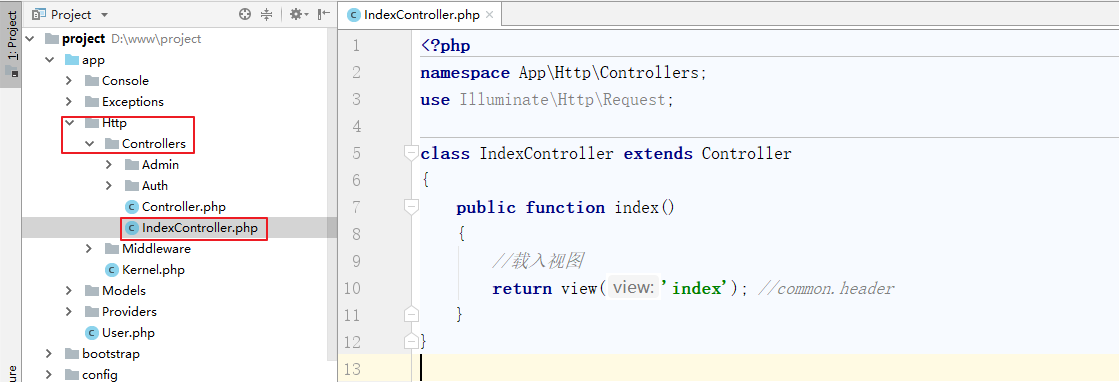 1: Project
Project
IndexController.php
project D:\www\project
app
Console
Exceptions
Http
Controllers
Admin
Auth
Controller.php
IndexController.php
Middleware
Kernel.php
Models
Providers
User.php
bootstrap
config
1 <?php
2 namespace App\Http\Controllers;
3 use Illuminate\Http\Request;
4
5 class IndexController extends Controller
6 {
7 public function index()
8 {
9 //载入视图
10 return view( view: 'index'); //common.header
11 }
12 }
13